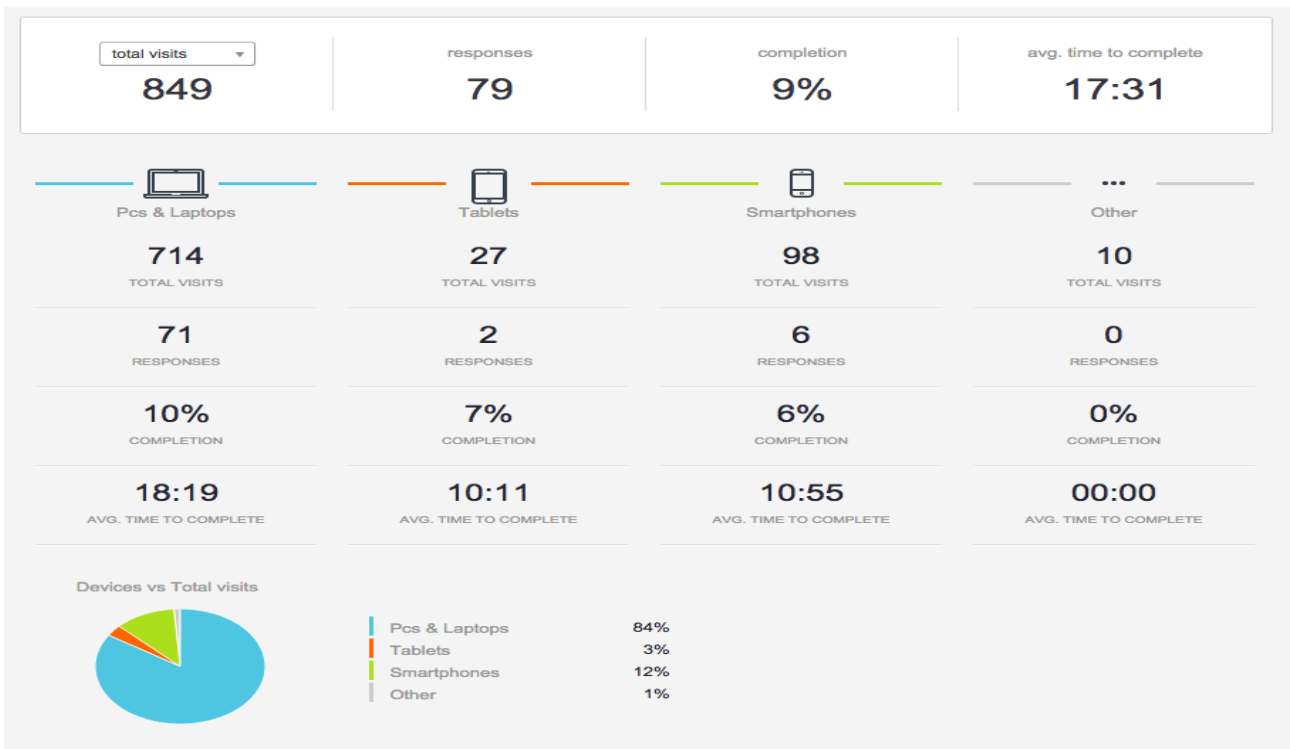 total visits responses completion avg. time to complete
849 79 9% 17:31
Pcs & Laptops Tablets Smartphones Other
714 27 98 10
TOTAL VISITS TOTAL VISITS TOTAL VISITS TOTAL VISITS
71 2 6 0
RESPONSES RESPONSES RESPONSES RESPONSES
10% 7% 6% 0%
COMPLETION COMPLETION COMPLETION COMPLETION
18:19 10:11 10:55 00:00
AVG. TIME TO COMPLETE AVG. TIME TO COMPLETE AVG. TIME TO COMPLETE AVG. TIME TO COMPLETE
Devices vs Total visits
Pcs & Laptops 84%
Tablets 3%
Smartphones 12%
Other 1%